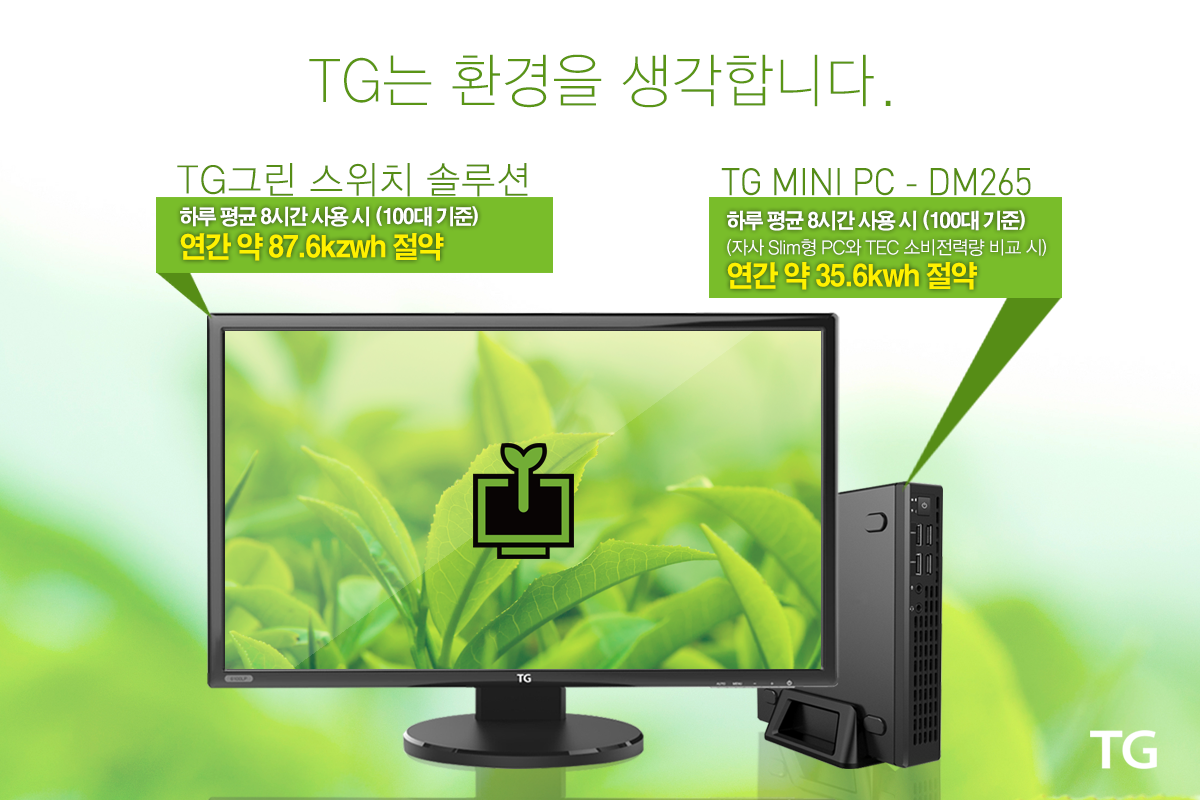 TG는 환경을 생각합니다.
TG그린 스위치 솔루션
하루 평균 8시간 사용 시 (100대 기준)
연간 약 87.6kzwh 절약
TG MINI PC - DM265
하루 평균 8시간 사용 시 (100대 기준)
(자사 Slim형 PC와 TEC 소비전력량 비교 시)
연간 약 35.6kwh 절약
TG
AUTO MENU - +
TG